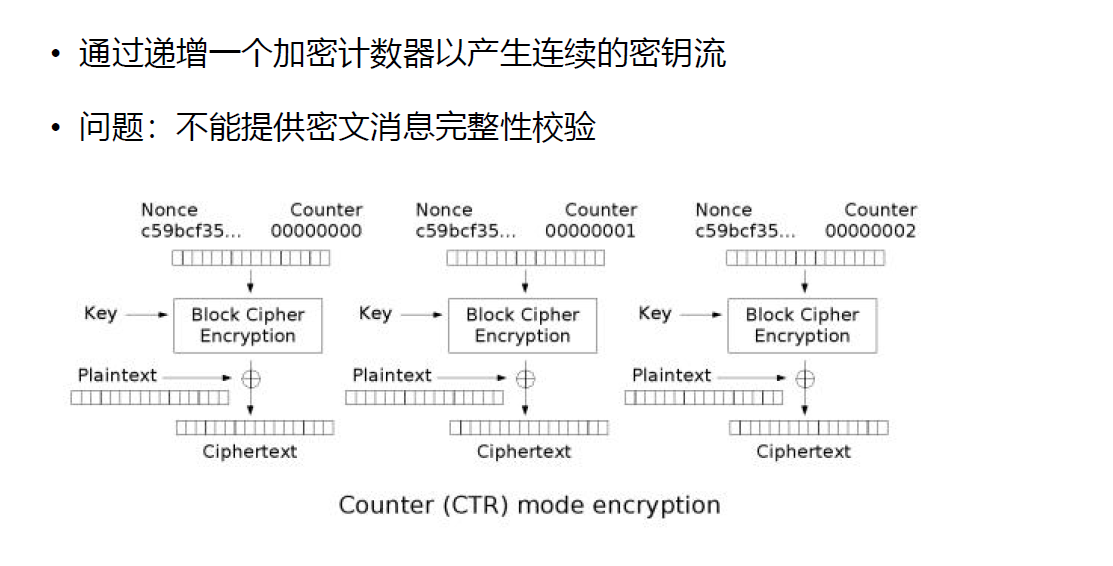 • 通过递增一个加密计数器以产生连续的密钥流
• 问题：不能提供密文消息完整性校验
Nonce Counter Nonce Counter Nonce Counter
c59bcf35... 00000000 c59bcf35... 00000001 c59bcf35... 00000002
Key Block Cipher Encryption Key Block Cipher Encryption Key Block Cipher Encryption
Plaintext Plaintext Plaintext
Ciphertext Ciphertext Ciphertext
Counter (CTR) mode encryption